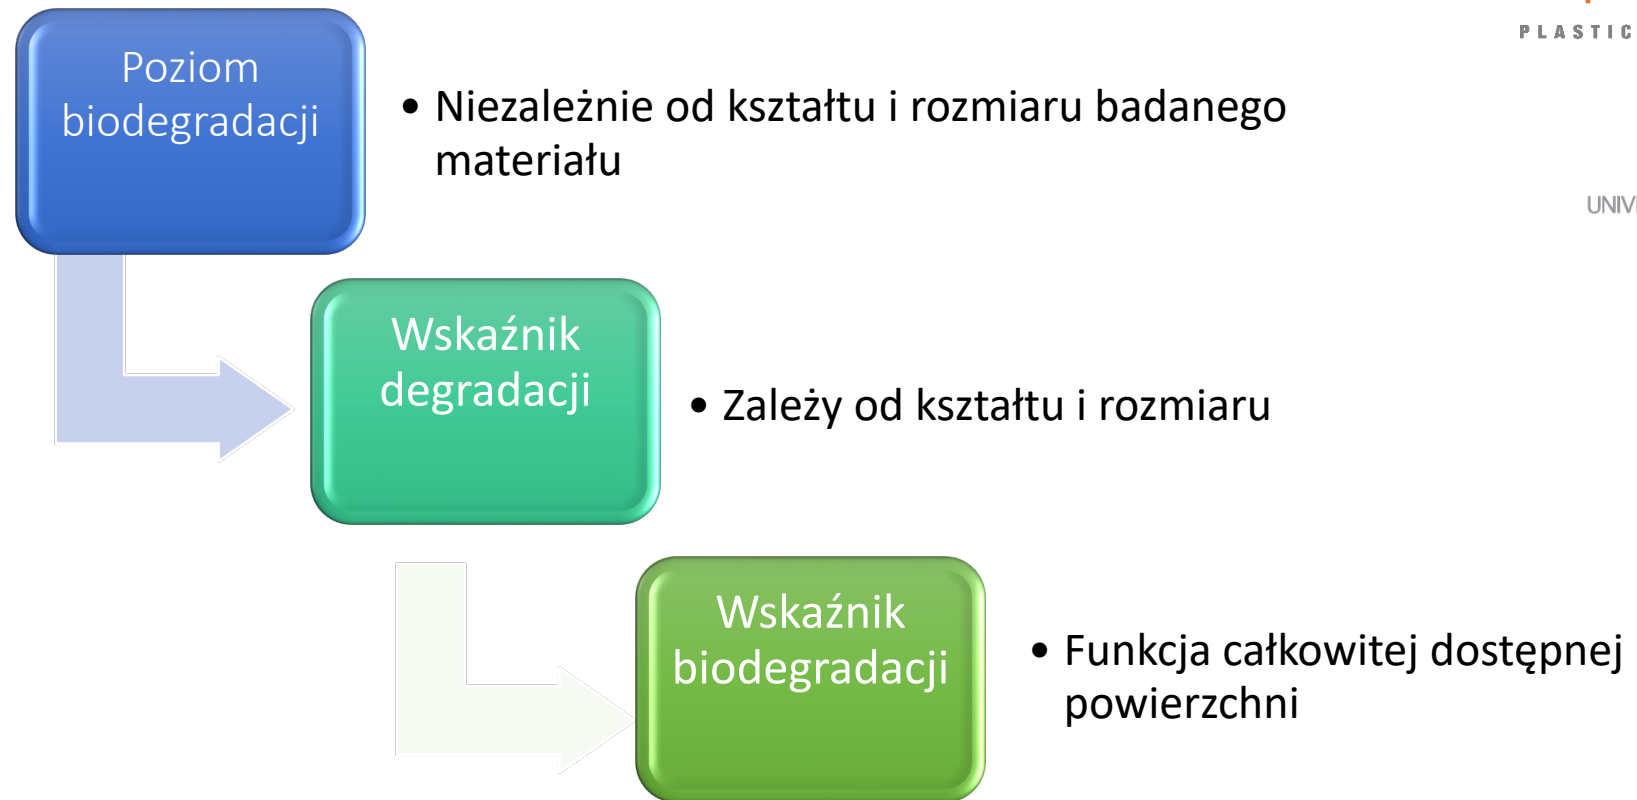 PLASTIC
Poziom
biodegradacji
• Niezależnie od kształtu i rozmiaru badanego
materiału
Wskaźnik
degradacji
• Zależy od kształtu i rozmiaru
Wskaźnik
biodegradacji
• Funkcja całkowitej dostępnej
powierzchni